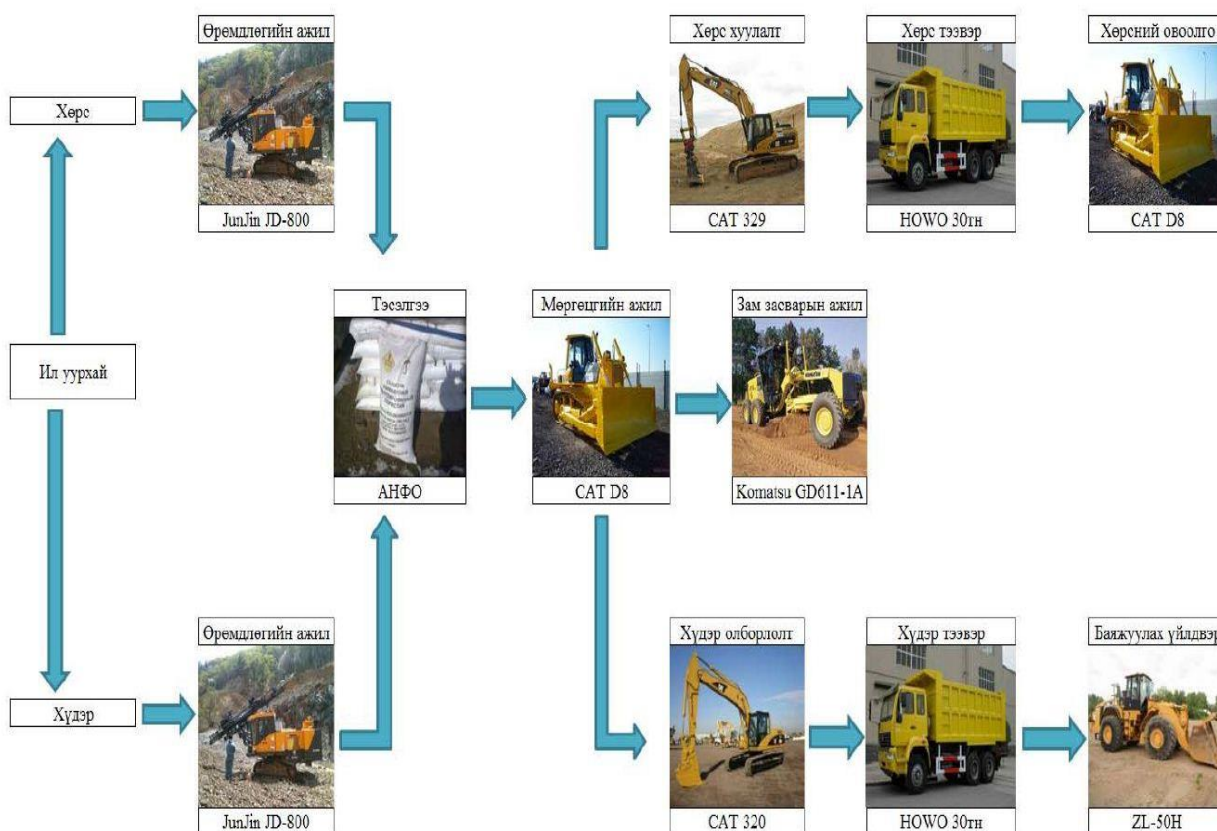 Өрөмдлөгийн ажил
Хөрс хуулалт
Хөрс тээвэр
Хөрсний овоолго
Хөрс
JunJin JD-800
CAT 329
HOWO 30тн
CAT D8
Тэсэлгээ
Мөргөцгийн ажил
Зам засварын ажил
Ил уурхай
АНФО
CAT D8
Komatsu GD611-1A
Өрөмдлөгийн ажил
Хүдэр олборлолт
Хүдэр тээвэр
Баяжуулах үйлдвэр
Хүдэр
JunJin JD-800
CAT 320
HOWO 30тн
ZL-50H